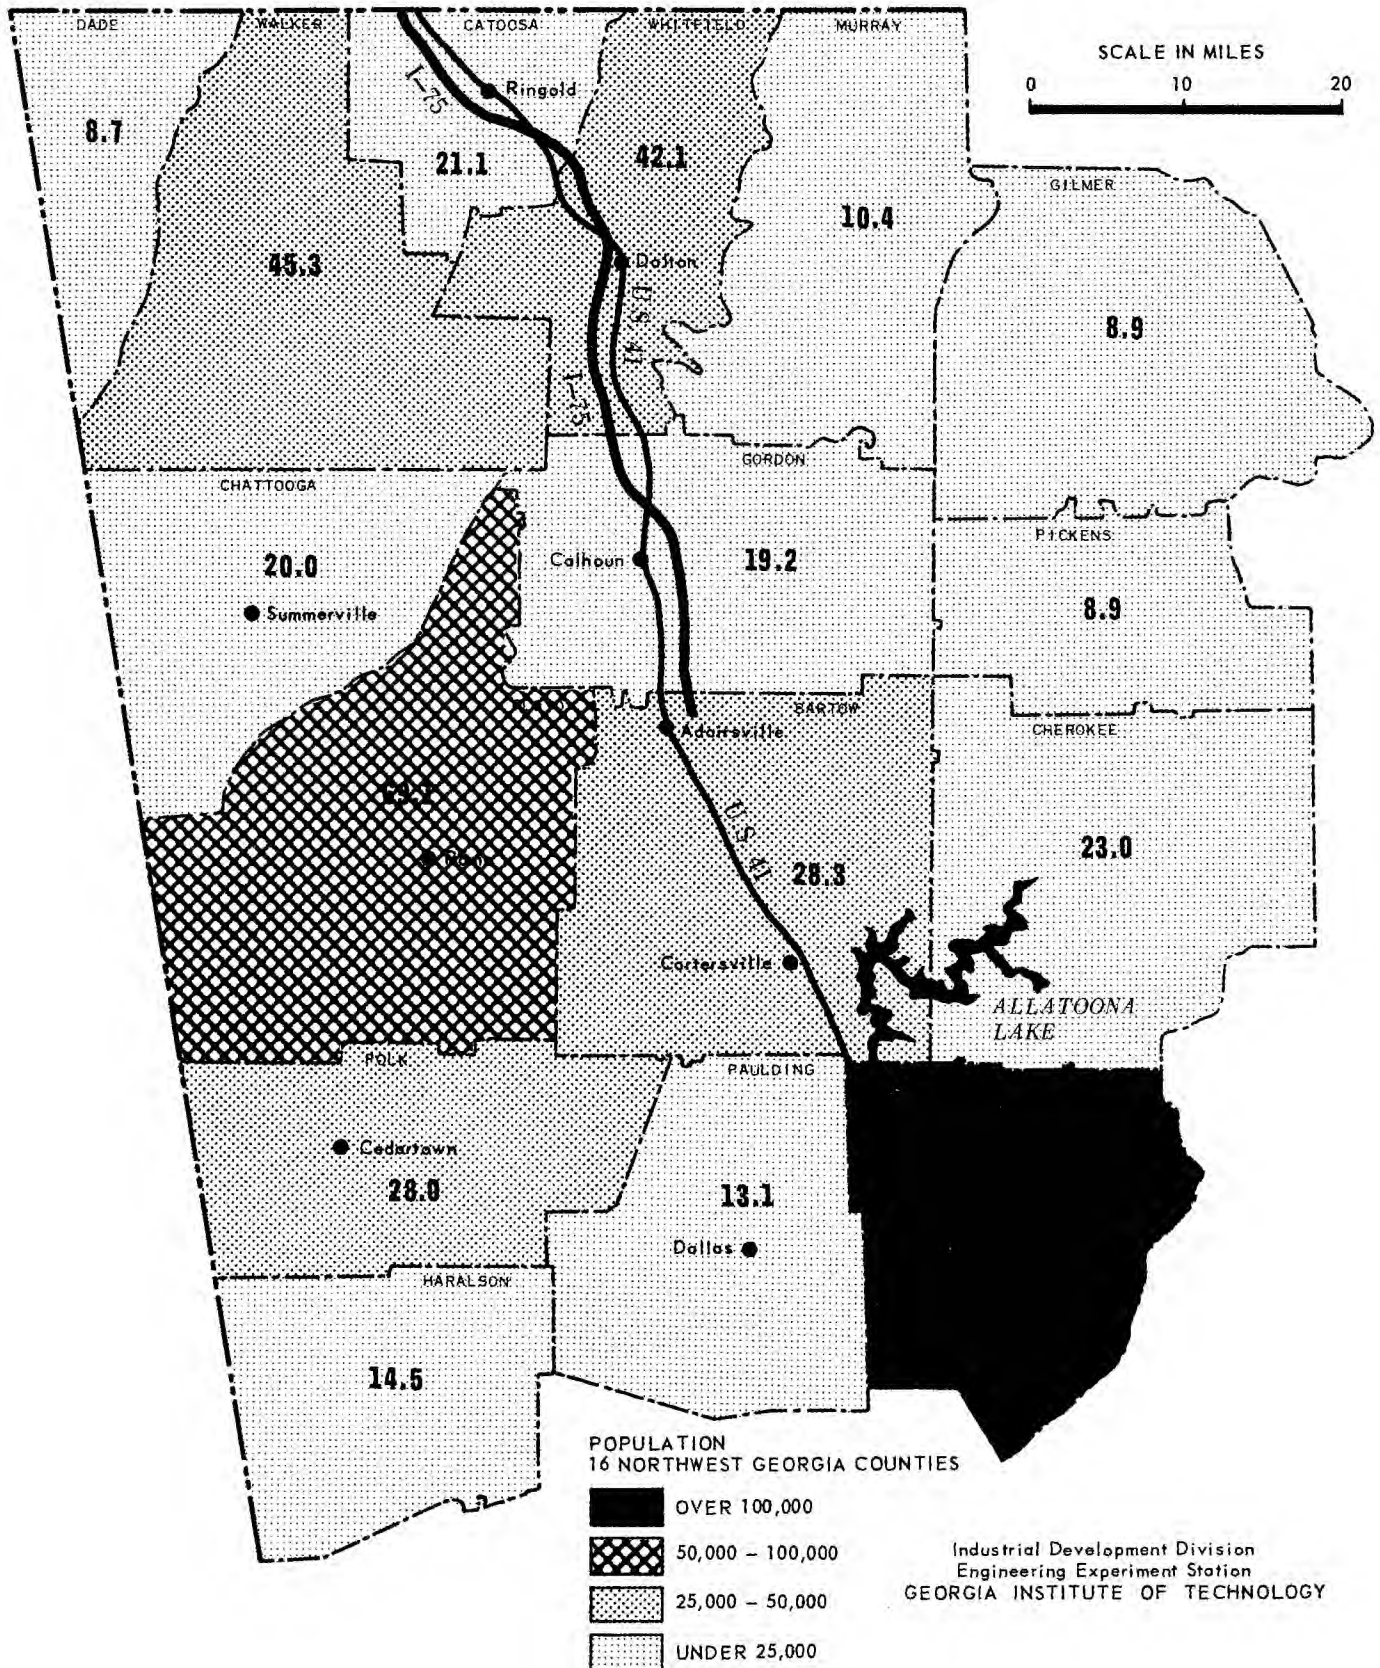 DADE
WALKER
CATOOSA
WHITFIELD
MURRAY
SCALE IN MILES
0 10 20
I-75
Ringold
8.7
21.1
42.1
GILMER
10.4
45.3
Dalton
U.S. 41
8.9
I-75
GORDON
CHATTOOGA
PICKENS
20.0
Calhoun
19.2
8.9
Summerville
BARTOW
Adairsville
CHEROKEE
U.S. 41
28.3
23.0
Rome
Cartersville
ALLATOONA
LAKE
POLK
PAULDING
Cedartown
28.0
13.1
Dallas
HARALSON
14.5
POPULATION
16 NORTHWEST GEORGIA COUNTIES
OVER 100,000
50,000 – 100,000
25,000 – 50,000
UNDER 25,000
Industrial Development Division
Engineering Experiment Station
GEORGIA INSTITUTE OF TECHNOLOGY